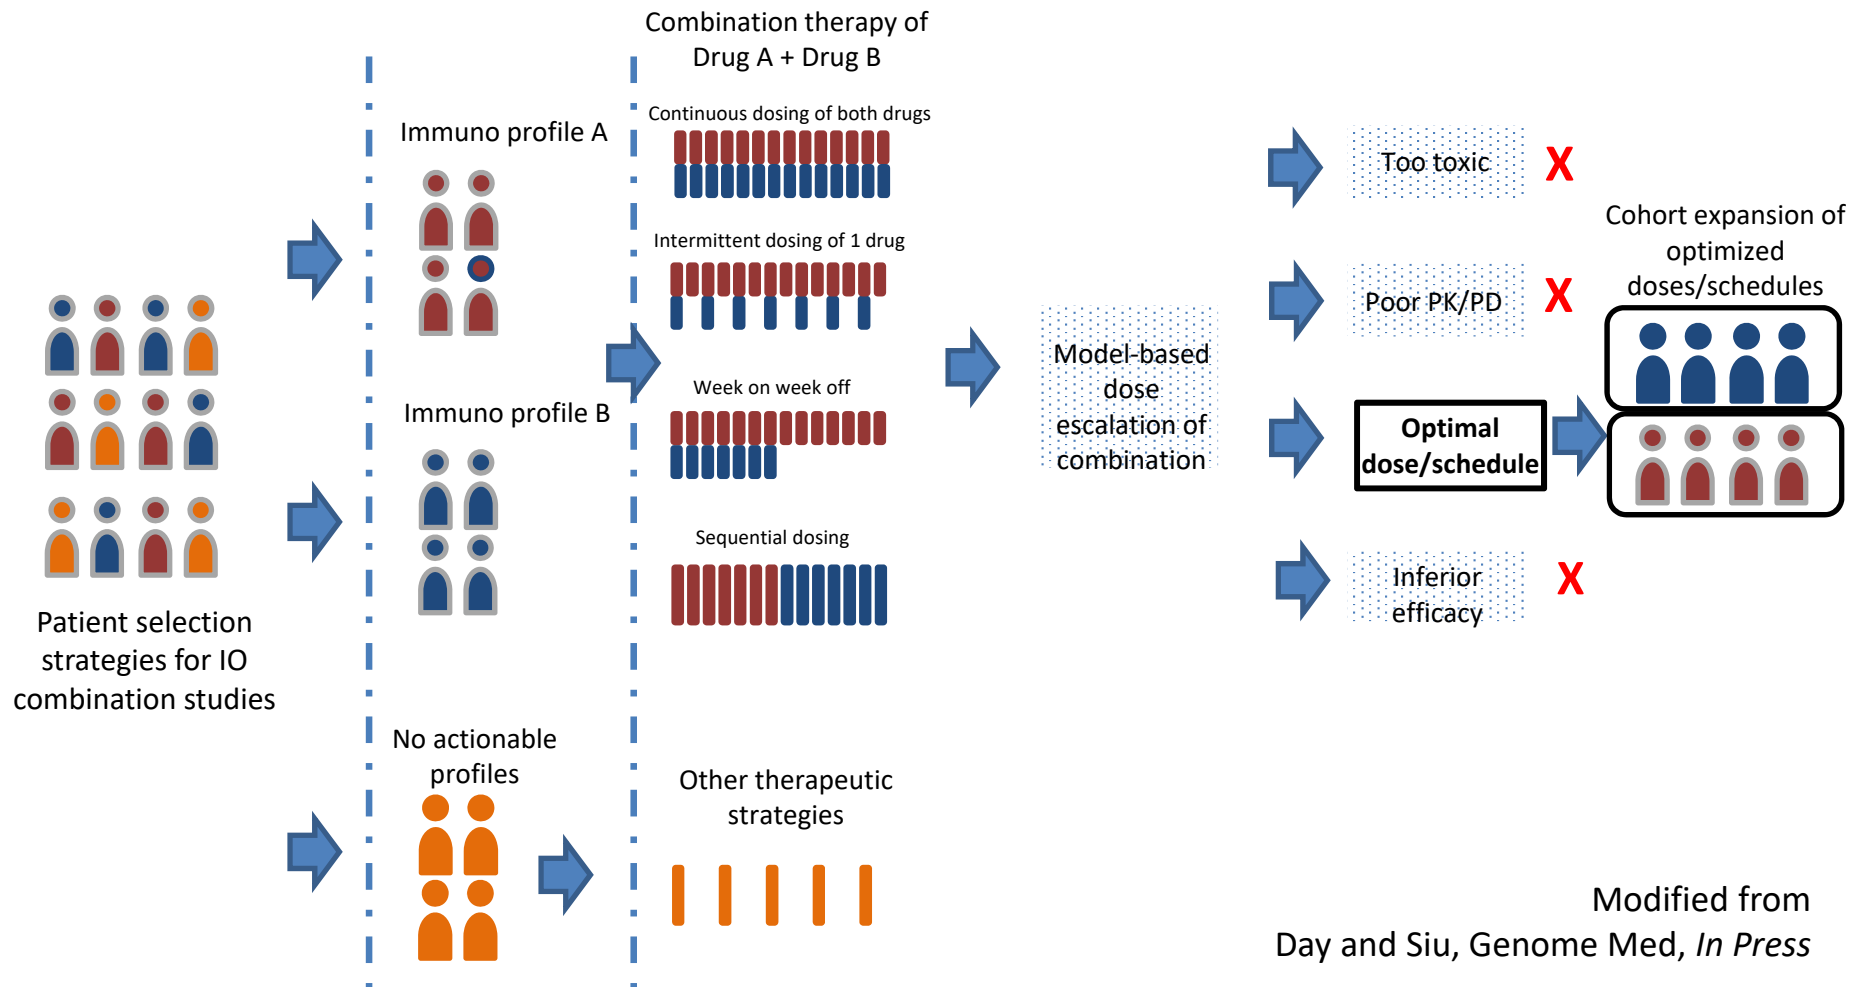 Patient selection
strategies for IO
combination studies
Immuno profile A
Immuno profile B
No actionable
profiles
Combination therapy of
Drug A + Drug B
Continuous dosing of both drugs
Intermittent dosing of 1 drug
Week on week off
Sequential dosing
Other therapeutic
strategies
Model-based
dose
escalation of
combination
Too toxic
X
Poor PK/PD
X
Optimal
dose/schedule
Inferior
efficacy
X
Cohort expansion of
optimized
doses/schedules
Modified from
Day and Siu, Genome Med, In Press